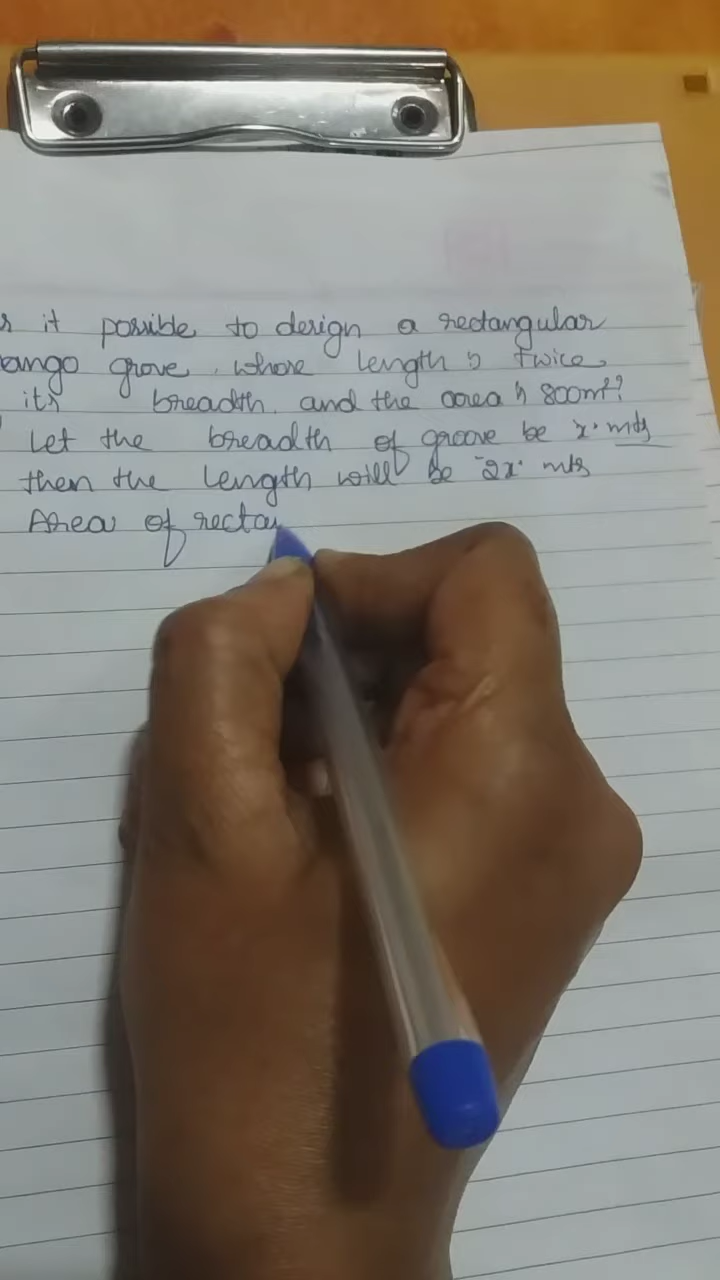 s it possible to design a rectangular
ango grove, whose length is twice
its breadth, and the area is 800m²?
Let the breadth of groove be x. mts
then the length will be 2x. mts
Area of rectan